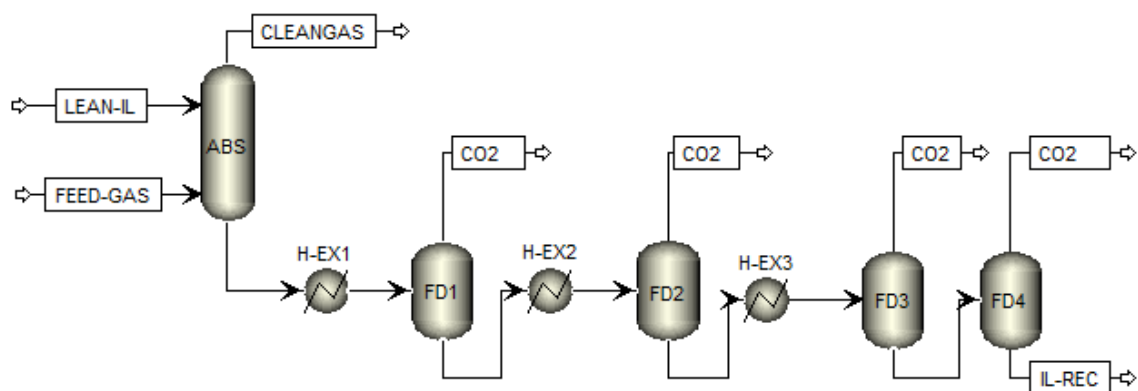 CLEANGAS
LEAN-IL
ABS
FEED-GAS
CO2
CO2
CO2
CO2
H-EX1
H-EX2
H-EX3
FD1
FD2
FD3
FD4
IL-REC